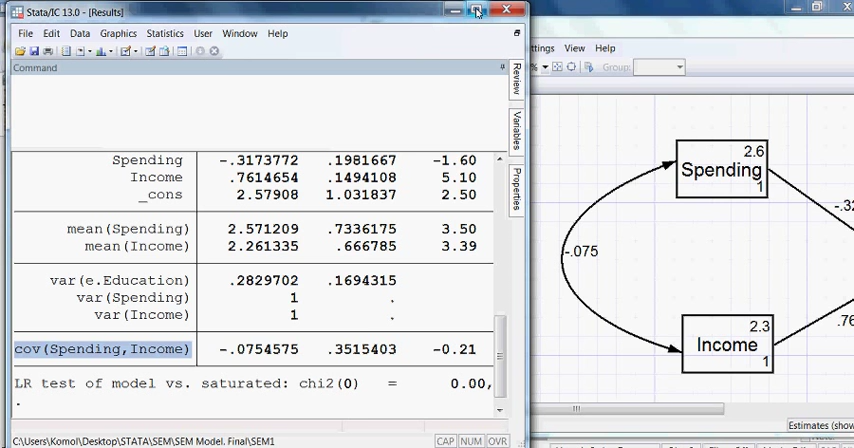 Stata/IC 13.0 - [Results]
File Edit Data Graphics Statistics User Window Help
Command
Review
Variables
Properties
Spending -.3173772 .1981667 -1.60
Income .7614654 .1494108 5.10
_cons 2.57908 1.031837 2.50
mean(Spending) 2.571209 .7336175 3.50
mean(Income) 2.261335 .666785 3.39
var(e.Education) .2829702 .1694315
var(Spending) 1 .
var(Income) 1 .
cov(Spending,Income) -.0754575 .3515403 -0.21
LR test of model vs. saturated: chi2(0) = 0.00,
.
C:\Users\Komol\Desktop\STATA\SEM\SEM Model. Final\SEM1
CAP NUM OVR
ttings View Help
% Group:
2.6
Spending
1
-.32
-.075
2.3
Income
1
.76
Estimates (show